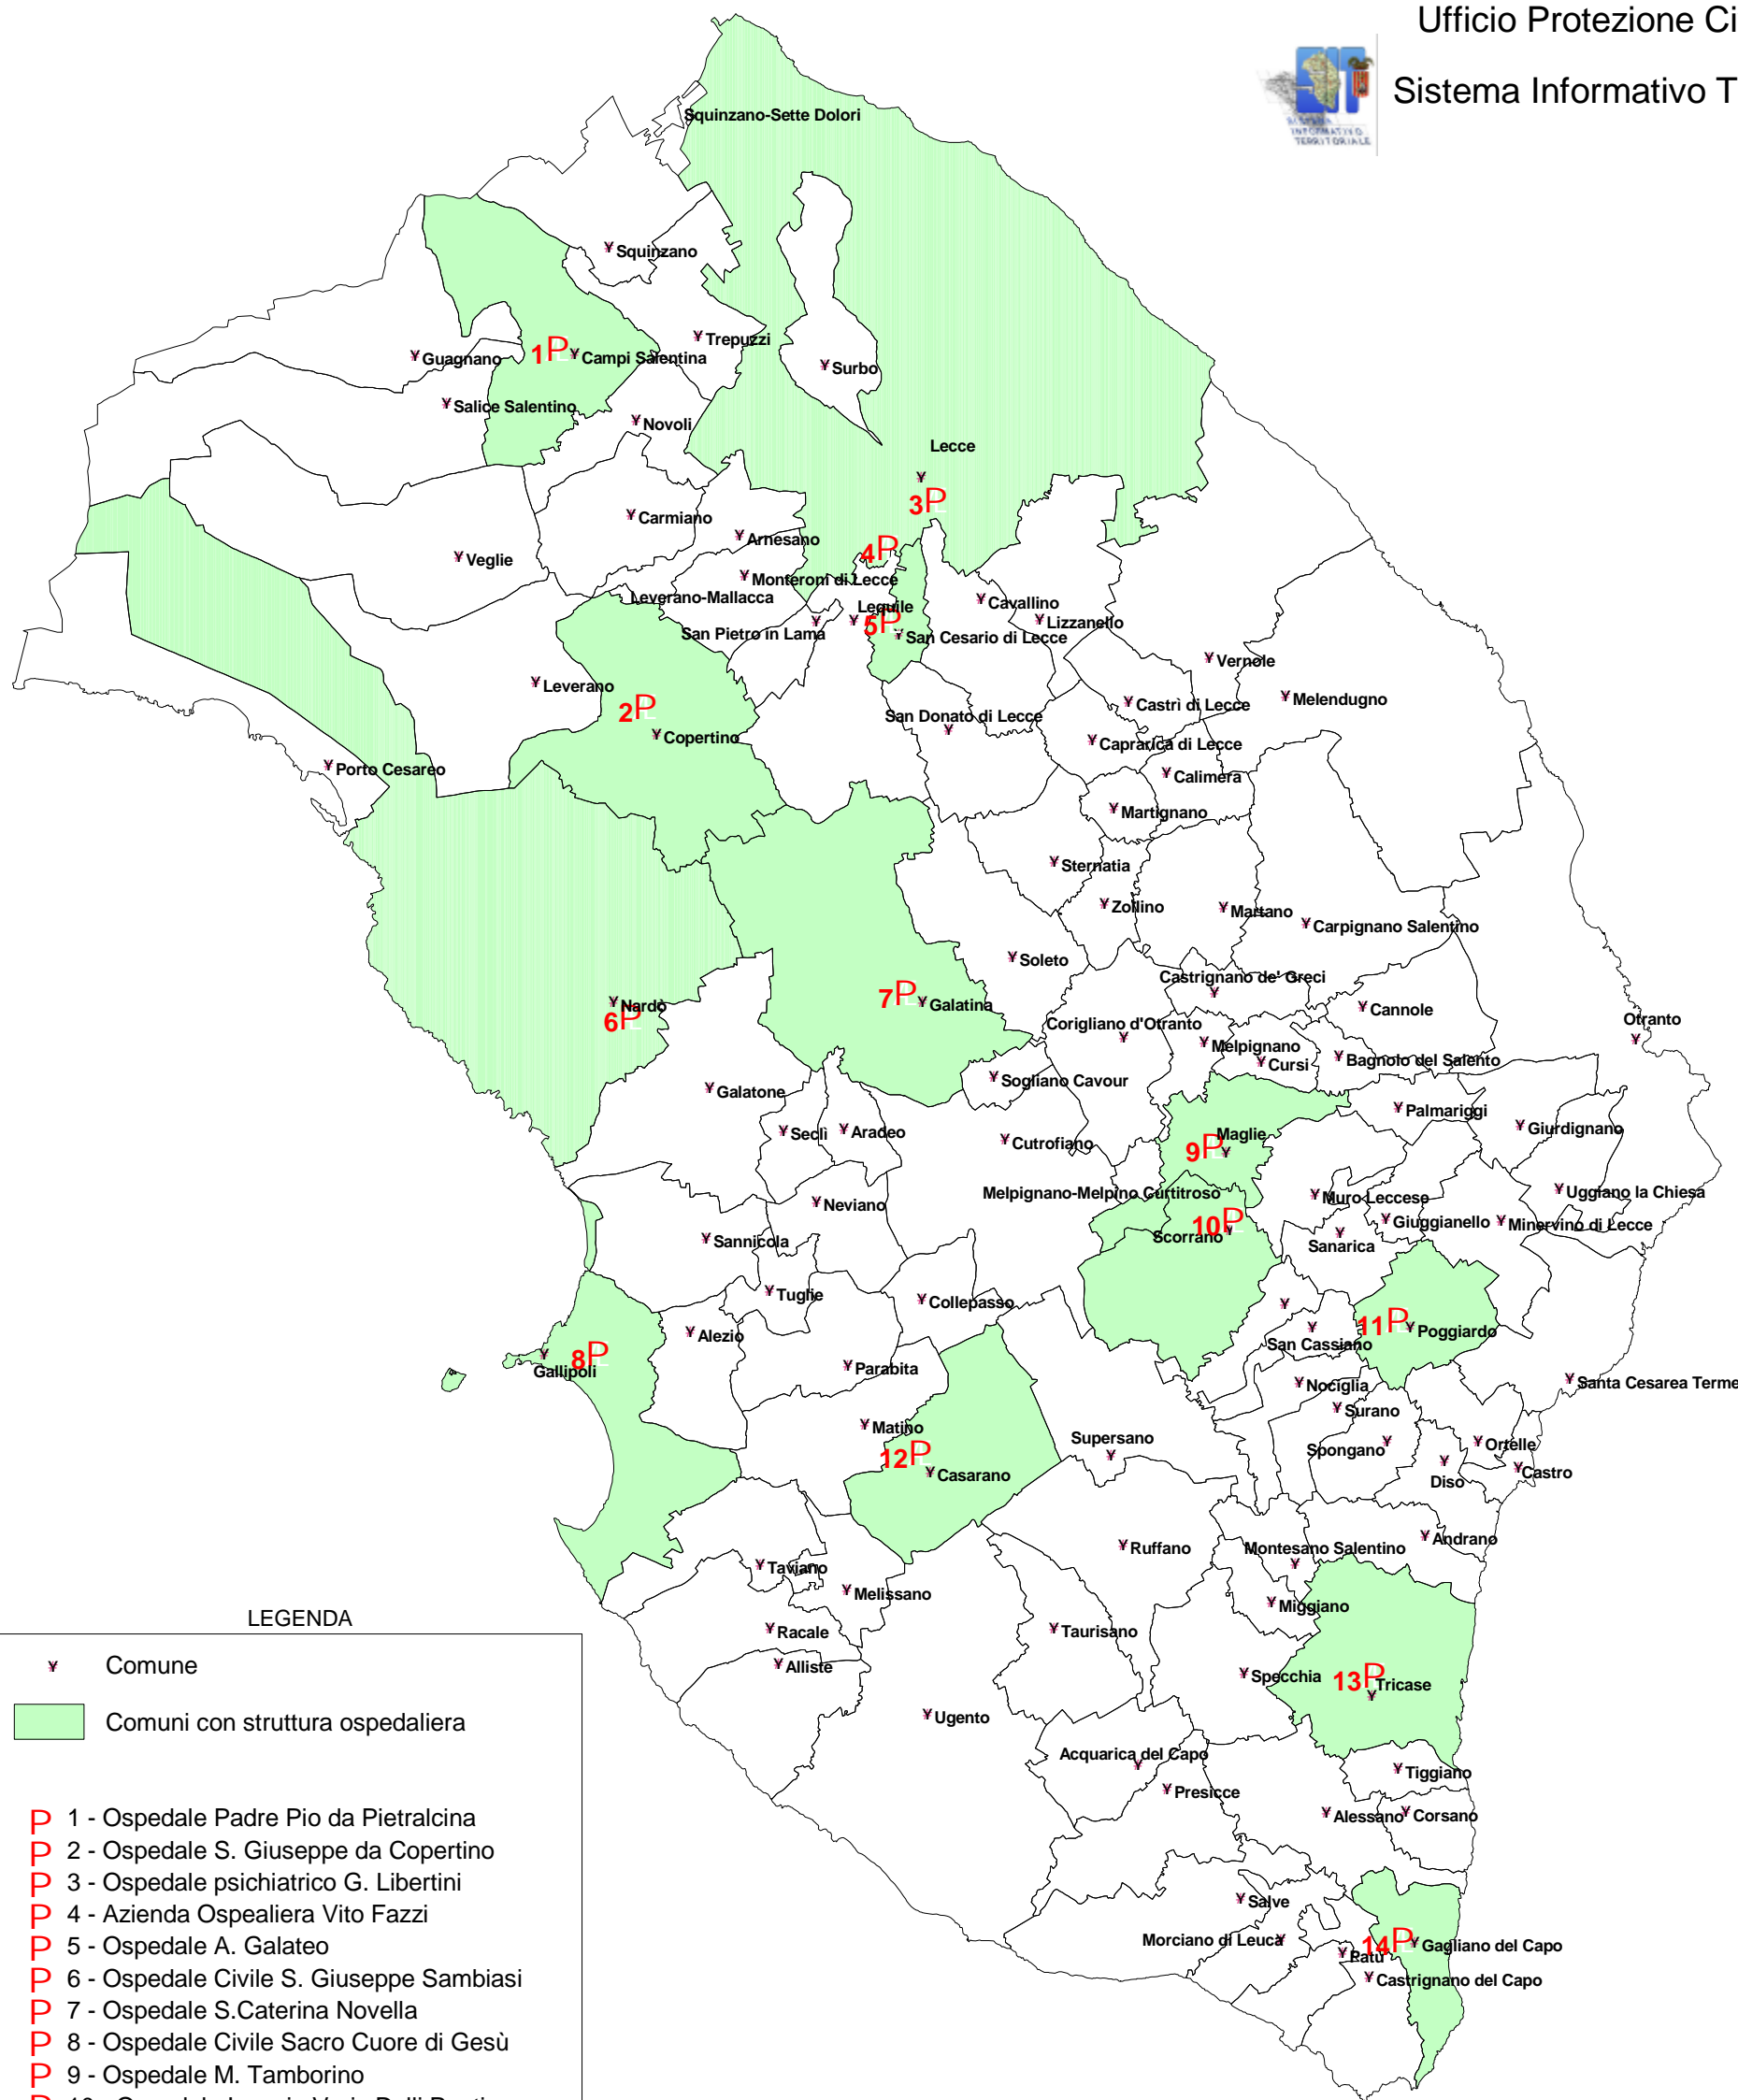 Ufficio Protezione Ci
Sistema Informativo T
SISTEMA
INFORMATIVO
TERRITORIALE
Squinzano-Sette Dolori
Squinzano
Trepuzzi
Guagnano
1 P Campi Salentina
Surbo
Salice Salentino
Novoli
Lecce
3 P
Carmiano
Arnesano
4 P
Veglie
Monteroni di Lecce
Leverano-Mallacca
Lequile
Cavallino
San Pietro in Lama
5 P
San Cesario di Lecce
Lizzanello
Vernole
Leverano
Melendugno
2 P
Castrì di Lecce
San Donato di Lecce
Copertino
Caprarica di Lecce
Porto Cesareo
Calimera
Martignano
Sternatia
Zollino
Martano
Carpignano Salentino
Soleto
Castrignano de' Greci
7 P Galatina
Nardò
6 P
Cannole
Otranto
Corigliano d'Otranto
Melpignano
Cursi
Bagnolo del Salento
Galatone
Sogliano Cavour
Palmariggi
Giurdignano
Seclì
Aradeo
Cutrofiano
Maglie
9 P
Melpignano-Melpino Curtitroso
Muro Leccese
Uggiano la Chiesa
Neviano
10 P
Giuggianello
Minervino di Lecce
Sannicola
Scorrano
Sanarica
Tuglie
Collepasso
Alezio
11 P Poggiardo
San Cassiano
8 P
Gallipoli
Parabita
Nociglia
Santa Cesarea Terme
Surano
Matino
Supersano
Spongano
Ortelle
12 P
Casarano
Diso
Castro
Ruffano
Montesano Salentino
Andrano
Taviano
Melissano
Miggiano
Racale
Taurisano
Alliste
Specchia
13 P
Tricase
Ugento
Acquarica del Capo
Tiggiano
Presicce
Alessano
Corsano
Salve
Morciano di Leuca
Patù
14 P Gagliano del Capo
Castrignano del Capo
LEGENDA
Comune
Comuni con struttura ospedaliera
P 1 - Ospedale Padre Pio da Pietralcina
P 2 - Ospedale S. Giuseppe da Copertino
P 3 - Ospedale psichiatrico G. Libertini
P 4 - Azienda Ospealiera Vito Fazzi
P 5 - Ospedale A. Galateo
P 6 - Ospedale Civile S. Giuseppe Sambiasi
P 7 - Ospedale S.Caterina Novella
P 8 - Ospedale Civile Sacro Cuore di Gesù
P 9 - Ospedale M. Tamborino